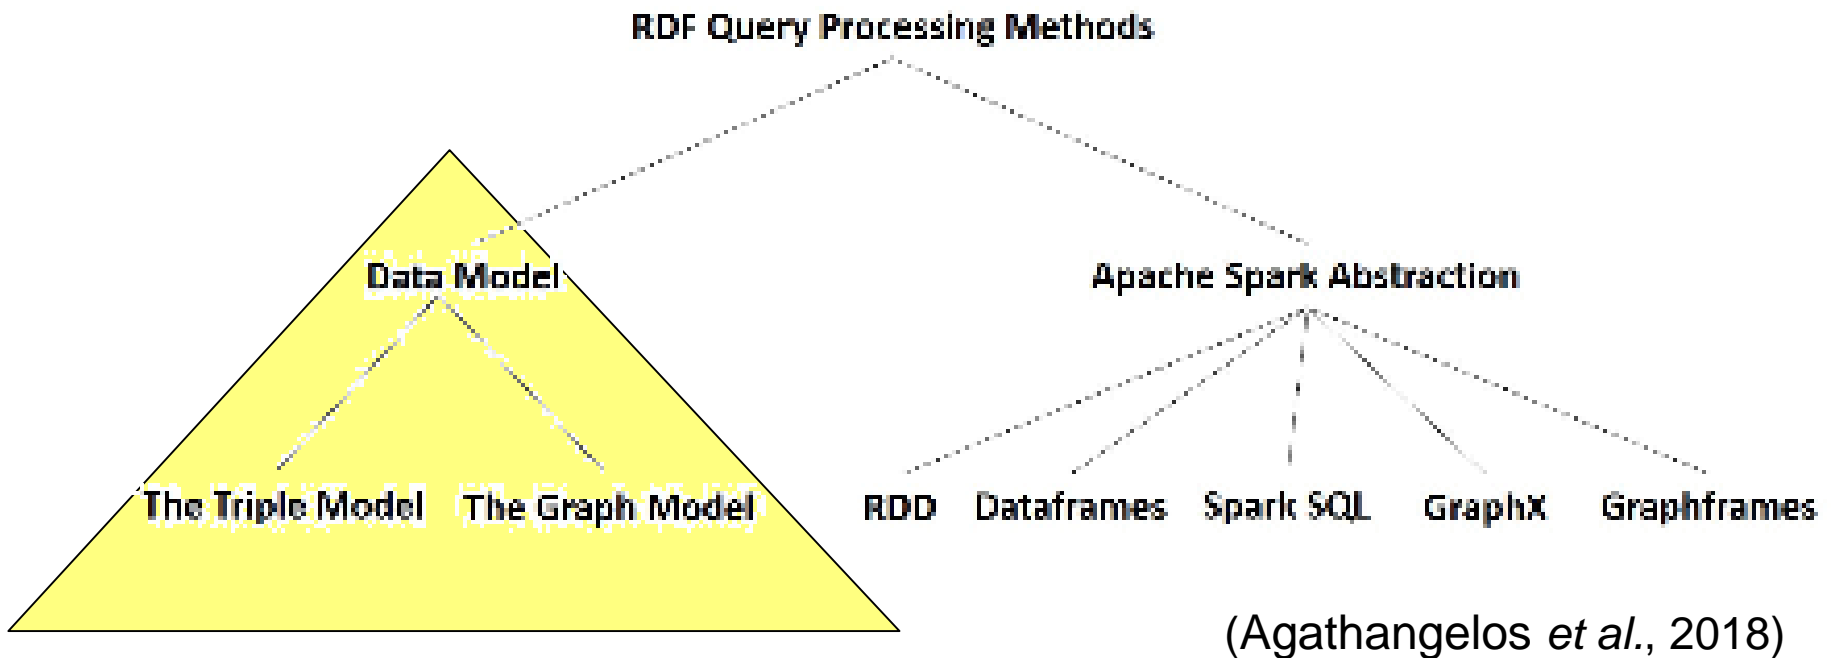 RDF Query Processing Methods
Data Model
Apache Spark Abstraction
The Triple Model
The Graph Model
RDD
Dataframes
Spark SQL
GraphX
Graphframes
(Agathangelos et al., 2018)